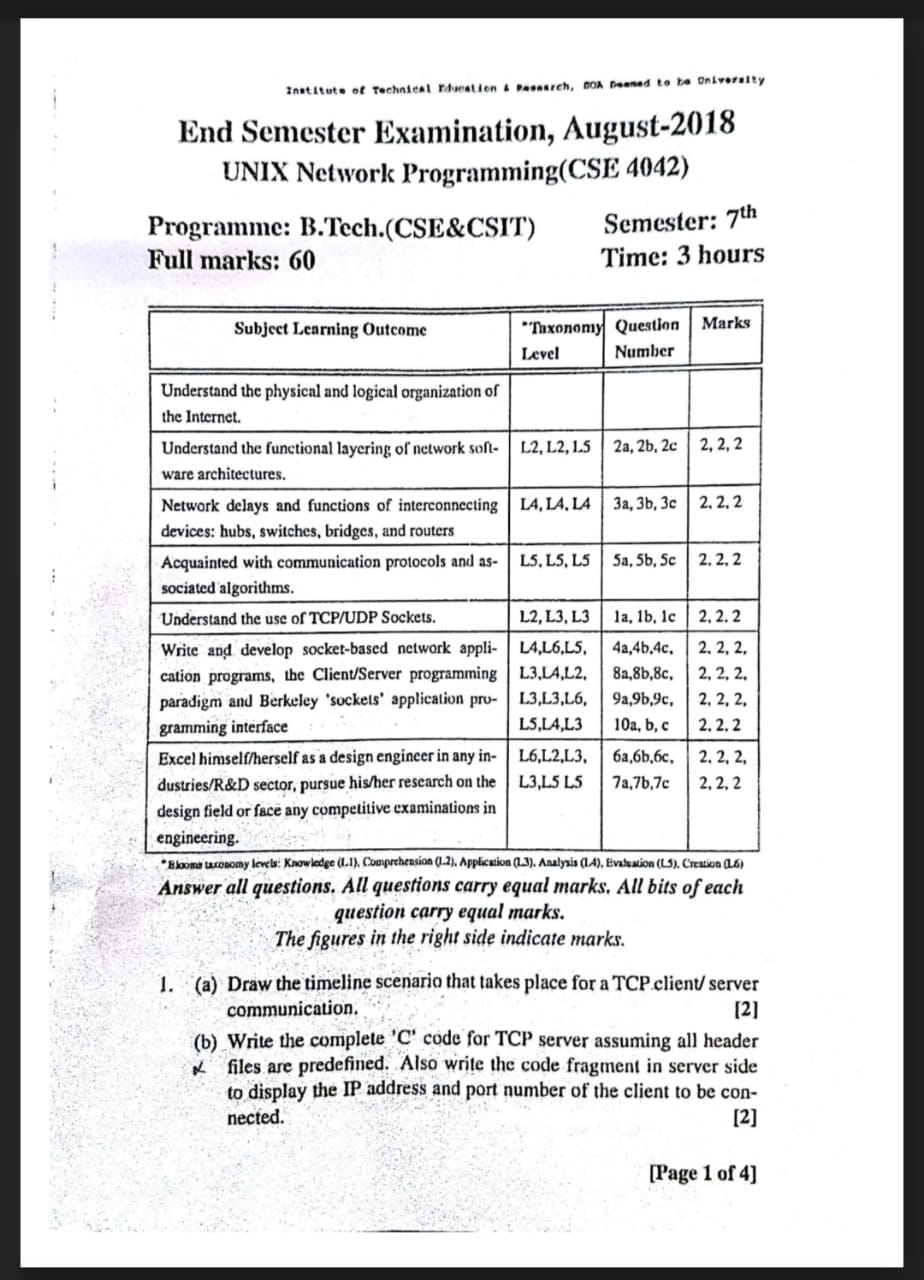 Institute of Technical Education & Research, SOA Deemed to be University
End Semester Examination, August-2018
UNIX Network Programming(CSE 4042)
Programme: B.Tech.(CSE&CSIT) Semester: 7th
Full marks: 60 Time: 3 hours
Subject Learning Outcome *Taxonomy Level Question Number Marks
Understand the physical and logical organization of
the Internet.
Understand the functional layering of network soft- L2, L2, L5 2a, 2b, 2c 2, 2, 2
ware architectures.
Network delays and functions of interconnecting L4, L4, L4 3a, 3b, 3c 2, 2, 2
devices: hubs, switches, bridges, and routers
Acquainted with communication protocols and as- L5, L5, L5 5a, 5b, 5c 2, 2, 2
sociated algorithms.
Understand the use of TCP/UDP Sockets. L2, L3, L3 1a, 1b, 1c 2, 2, 2
Write and develop socket-based network appli- L4,L6,L5, 4a,4b,4c, 2, 2, 2,
cation programs, the Client/Server programming L3,L4,L2, 8a,8b,8c, 2, 2, 2,
paradigm and Berkeley 'sockets' application pro- L3,L3,L6, 9a,9b,9c, 2, 2, 2,
gramming interface L5,L4,L3 10a, b, c 2, 2, 2
Excel himself/herself as a design engineer in any in- L6,L2,L3, 6a,6b,6c, 2, 2, 2,
dustries/R&D sector, pursue his/her research on the L3,L5 L5 7a,7b,7c 2, 2, 2
design field or face any competitive examinations in
engineering.
*Blooms taxonomy levels: Knowledge (L1), Comprehension (L2), Application (L3), Analysis (L4), Evaluation (L5), Creation (L6)
Answer all questions. All questions carry equal marks. All bits of each
question carry equal marks.
The figures in the right side indicate marks.
1. (a) Draw the timeline scenario that takes place for a TCP client/ server
communication. [2]
(b) Write the complete 'C' code for TCP server assuming all header
files are predefined. Also write the code fragment in server side
to display the IP address and port number of the client to be con-
nected. [2]
[Page 1 of 4]